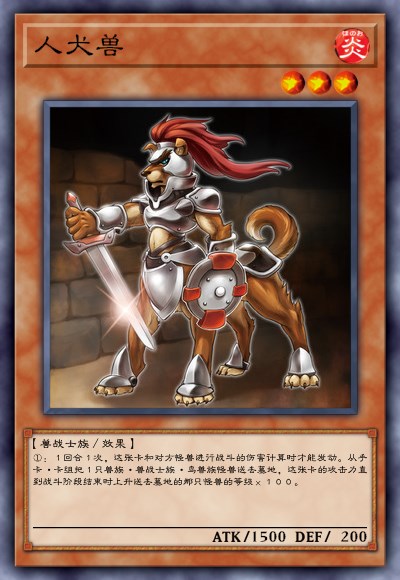 人犬兽
ほのお
炎
【兽战士族／效果】
①：1回合1次，这张卡和对方怪兽进行战斗的伤害计算时才能发动。从手
卡·卡组把1只兽族·兽战士族·鸟兽族怪兽送去墓地，这张卡的攻击力直
到战斗阶段结束时上升送去墓地的那只怪兽的等级×100。
ATK/1500 DEF/ 200